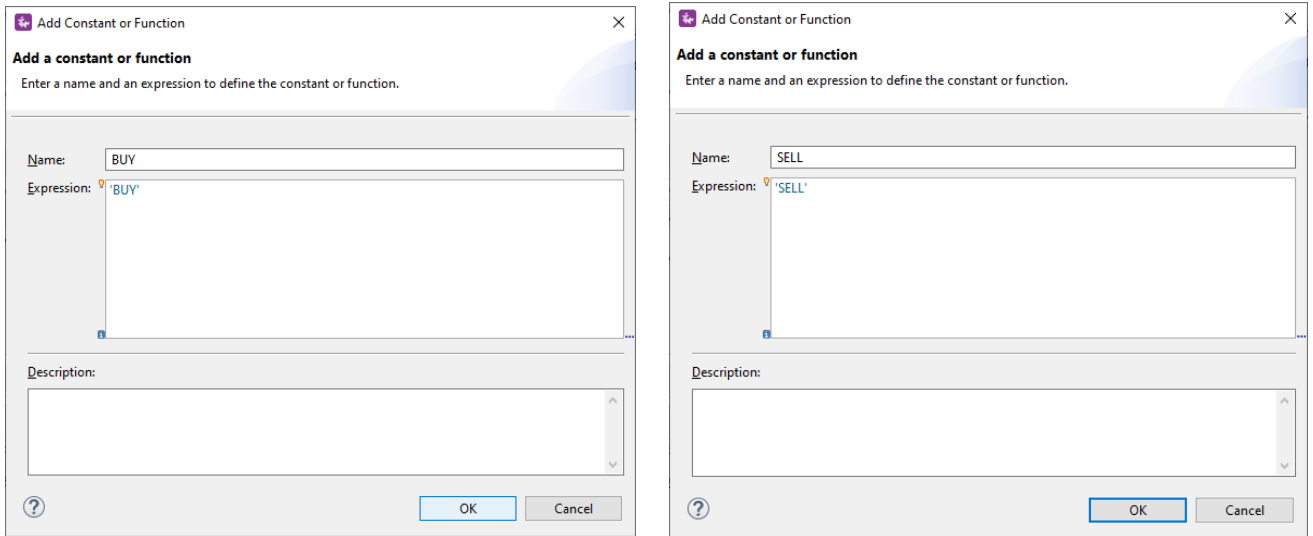 Add Constant or Function
Add a constant or function
Enter a name and an expression to define the constant or function.
Name: BUY
Expression: 'BUY'
Description:
OK Cancel
Add Constant or Function
Add a constant or function
Enter a name and an expression to define the constant or function.
Name: SELL
Expression: 'SELL'
Description:
OK Cancel